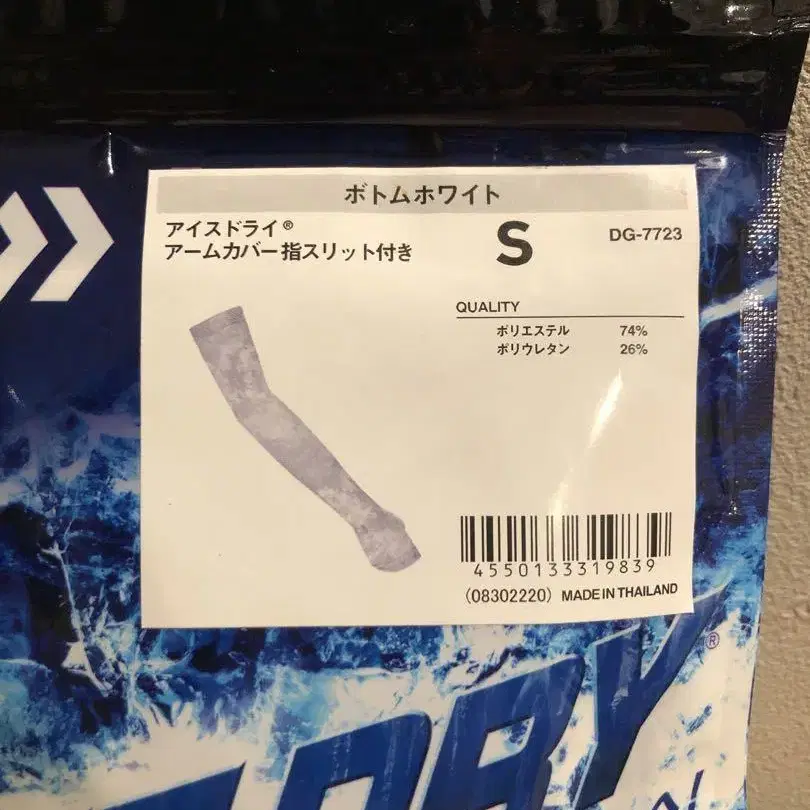 ボトムホワイト
アイスドライ®
アームカバー指スリット付き
S
DG-7723
QUALITY
ポリエステル 74%
ポリウレタン 26%
4550133319839
(08302220) MADE IN THAILAND
DRY®